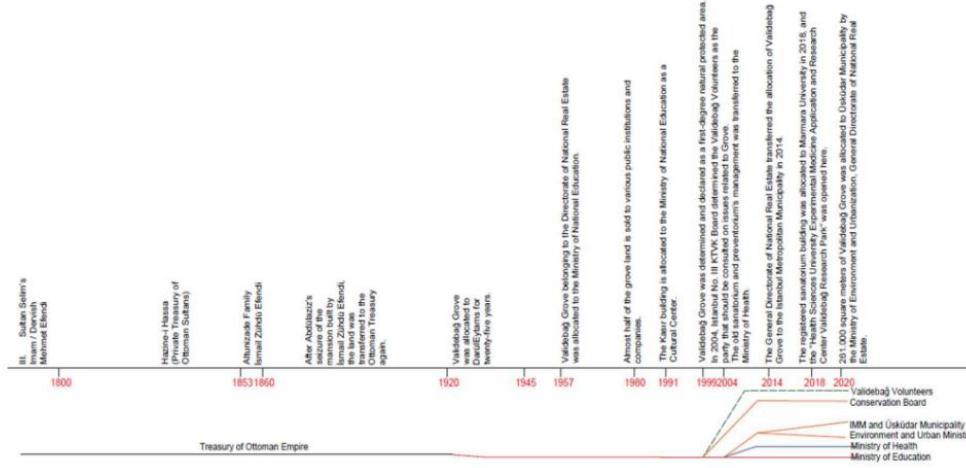 III. Sultan Selim's
Imam / Dervish
Mehmet Efendi
Hazine-i Hassa
(Private Treasury of
Ottoman Sultans)
Altunizade Family
Ismail Zühdü Efendi
After Abdülaziz's
seizure of the
mansion built by
Ismail Zühdü Efendi,
the land was
transferred to the
Ottoman Treasury
again.
Validebağ Grove
was allocated to
DarülEytams for
twenty-five years.
Validebağ Grove belonging to the Directorate of National Real Estate
was allocated to the Ministry of National Education.
Almost half of the grove land is sold to various public institutions and
companies.
The Kasır building is allocated to the Ministry of National Education as a
Cultural Center.
Validebağ Grove was determined and declared as a first-degree natural protected area.
In 2004, Istanbul No. III KTVK Board determined the Validebağ Volunteers as the
party that should be consulted on issues related to Grove.
The old sanatorium and preventorium's management was transferred to the
Ministry of Health.
The General Directorate of National Real Estate transferred the allocation of Validebağ
Grove to the Istanbul Metropolitan Municipality in 2014.
The registered sanatorium building was allocated to Marmara University in 2018, and
the "Health Sciences University Experimental Medicine Application and Research
Center Validebağ Research Park" was opened here.
261.000 square meters of Validebağ Grove was allocated to Üsküdar Municipality by
the Ministry of Environment and Urbanization, General Directorate of National Real
Estate.
1800
1853 1860
1920
1945
1957
1980
1991
1999 2004
2014
2018
2020
Validebağ Volunteers
Conservation Board
IMM and Üsküdar Municipality
Environment and Urban Minist
Ministry of Health
Ministry of Education
Treasury of Ottoman Empire